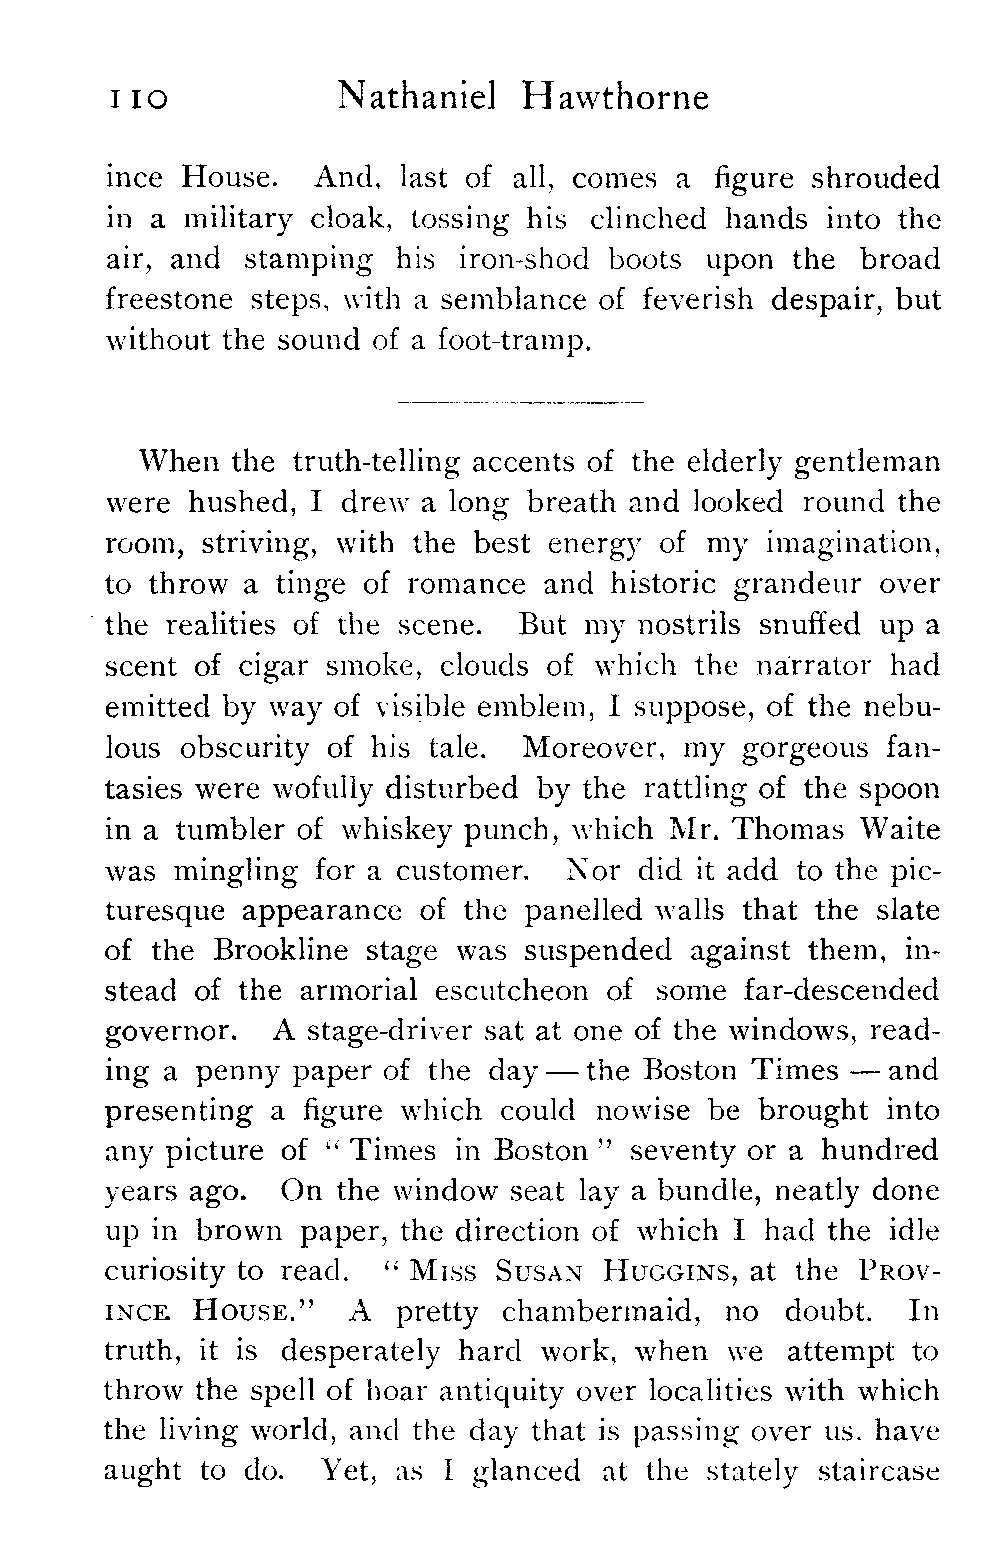 110 Nathaniel Hawthorne
ince House. And, last of all, comes a figure shrouded
in a military cloak, tossing his clinched hands into the
air, and stamping his iron-shod boots upon the broad
freestone steps, with a semblance of feverish despair, but
without the sound of a foot-tramp.
When the truth-telling accents of the elderly gentleman
were hushed, I drew a long breath and looked round the
room, striving, with the best energy of my imagination,
to throw a tinge of romance and historic grandeur over
the realities of the scene. But my nostrils snuffed up a
scent of cigar smoke, clouds of which the narrator had
emitted by way of visible emblem, I suppose, of the nebu-
lous obscurity of his tale. Moreover, my gorgeous fan-
tasies were wofully disturbed by the rattling of the spoon
in a tumbler of whiskey punch, which Mr. Thomas Waite
was mingling for a customer. Nor did it add to the pic-
turesque appearance of the panelled walls that the slate
of the Brookline stage was suspended against them, in-
stead of the armorial escutcheon of some far-descended
governor. A stage-driver sat at one of the windows, read-
ing a penny paper of the day — the Boston Times — and
presenting a figure which could nowise be brought into
any picture of “ Times in Boston ” seventy or a hundred
years ago. On the window seat lay a bundle, neatly done
up in brown paper, the direction of which I had the idle
curiosity to read. “ MISS SUSAN HUGGINS, at the PROV-
INCE HOUSE.” A pretty chambermaid, no doubt. In
truth, it is desperately hard work, when we attempt to
throw the spell of hoar antiquity over localities with which
the living world, and the day that is passing over us. have
aught to do. Yet, as I glanced at the stately staircase